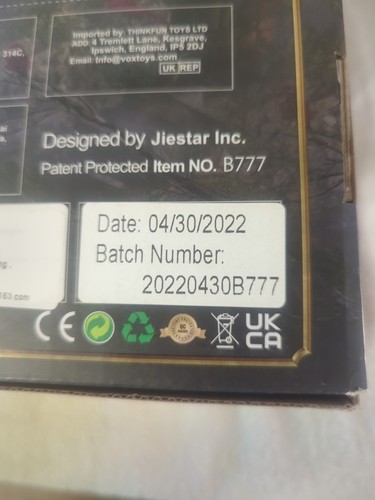 Imported by: THINKFUN TOYS LTD
ADD: 4 Tremlett Lane, Kesgrave,
Ipswich, England, IP5 2DJ
Email: Info@voxtoys.com
UK REP
314C,
Designed by Jiestar Inc.
Patent Protected Item NO. B777
Date: 04/30/2022
Batch Number:
20220430B777
CE
UK
CA